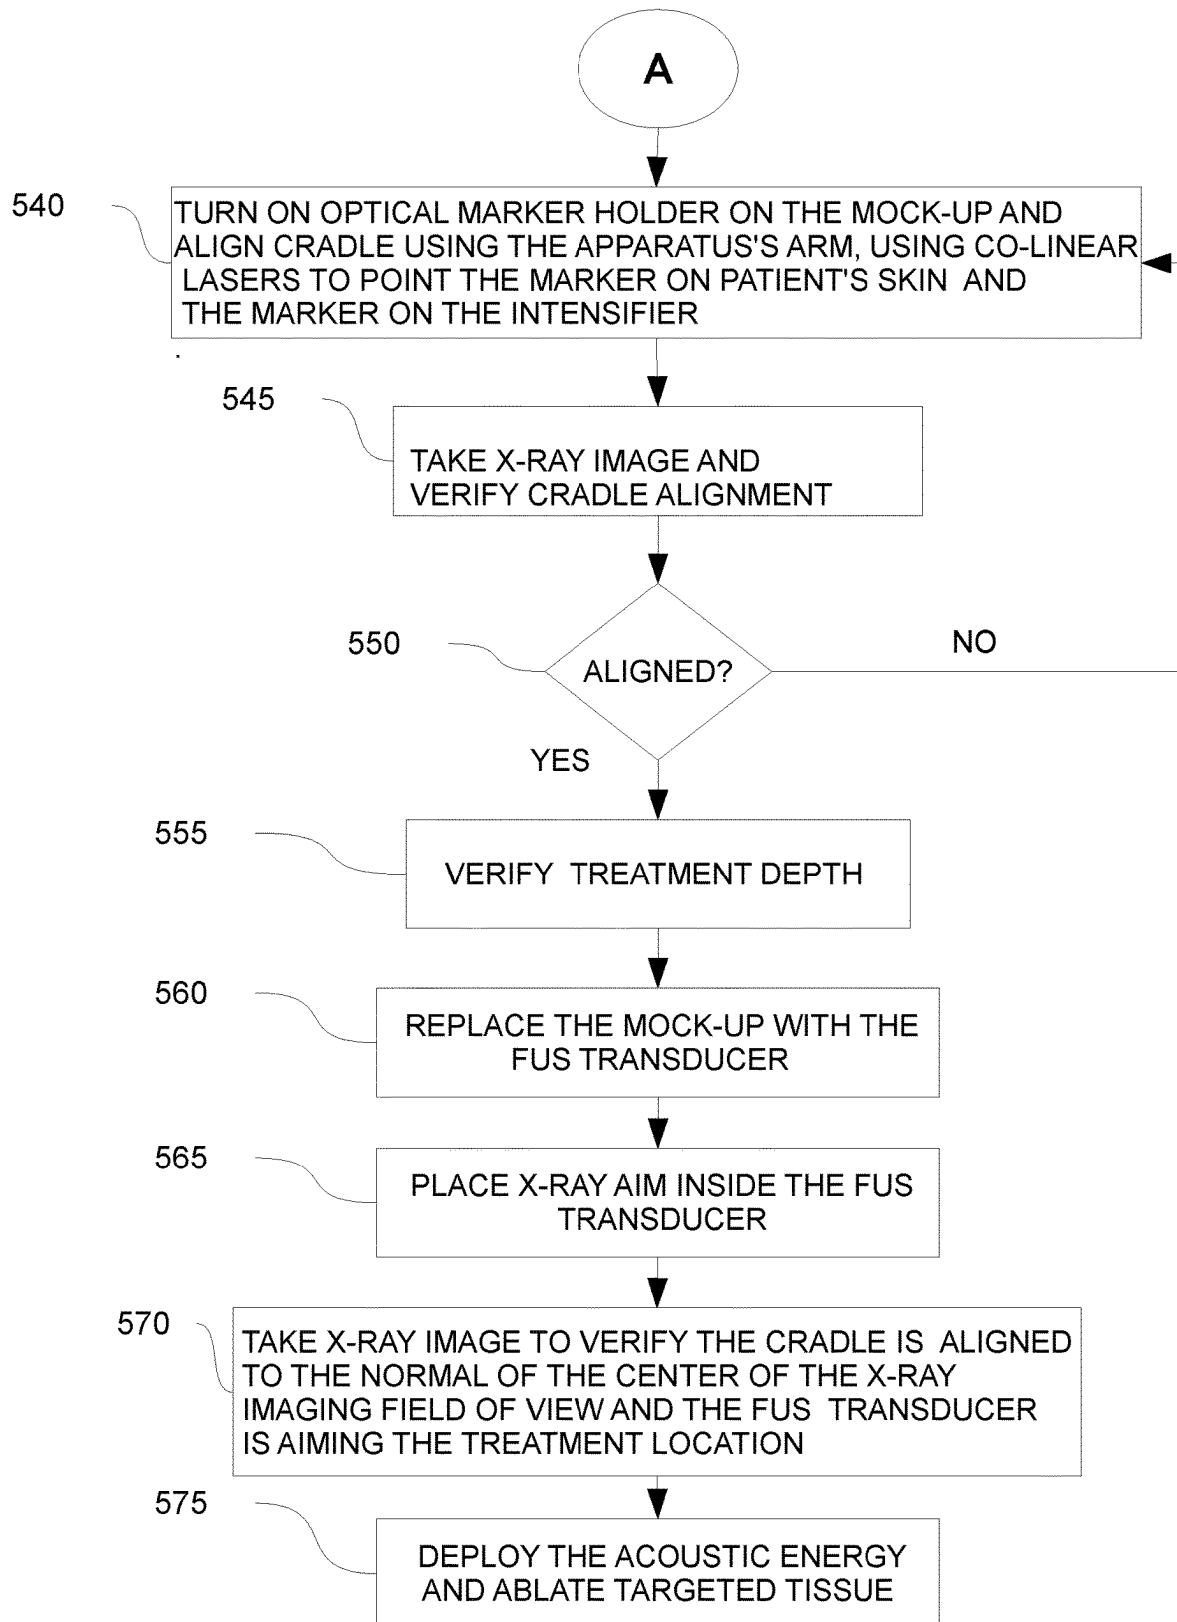 A
540
TURN ON OPTICAL MARKER HOLDER ON THE MOCK-UP AND
ALIGN CRADLE USING THE APPARATUS'S ARM, USING CO-LINEAR
LASERS TO POINT THE MARKER ON PATIENT'S SKIN AND
THE MARKER ON THE INTENSIFIER
.
545
TAKE X-RAY IMAGE AND
VERIFY CRADLE ALIGNMENT
550
ALIGNED?
NO
YES
555
VERIFY TREATMENT DEPTH
560
REPLACE THE MOCK-UP WITH THE
FUS TRANSDUCER
565
PLACE X-RAY AIM INSIDE THE FUS
TRANSDUCER
570
TAKE X-RAY IMAGE TO VERIFY THE CRADLE IS ALIGNED
TO THE NORMAL OF THE CENTER OF THE X-RAY
IMAGING FIELD OF VIEW AND THE FUS TRANSDUCER
IS AIMING THE TREATMENT LOCATION
575
DEPLOY THE ACOUSTIC ENERGY
AND ABLATE TARGETED TISSUE